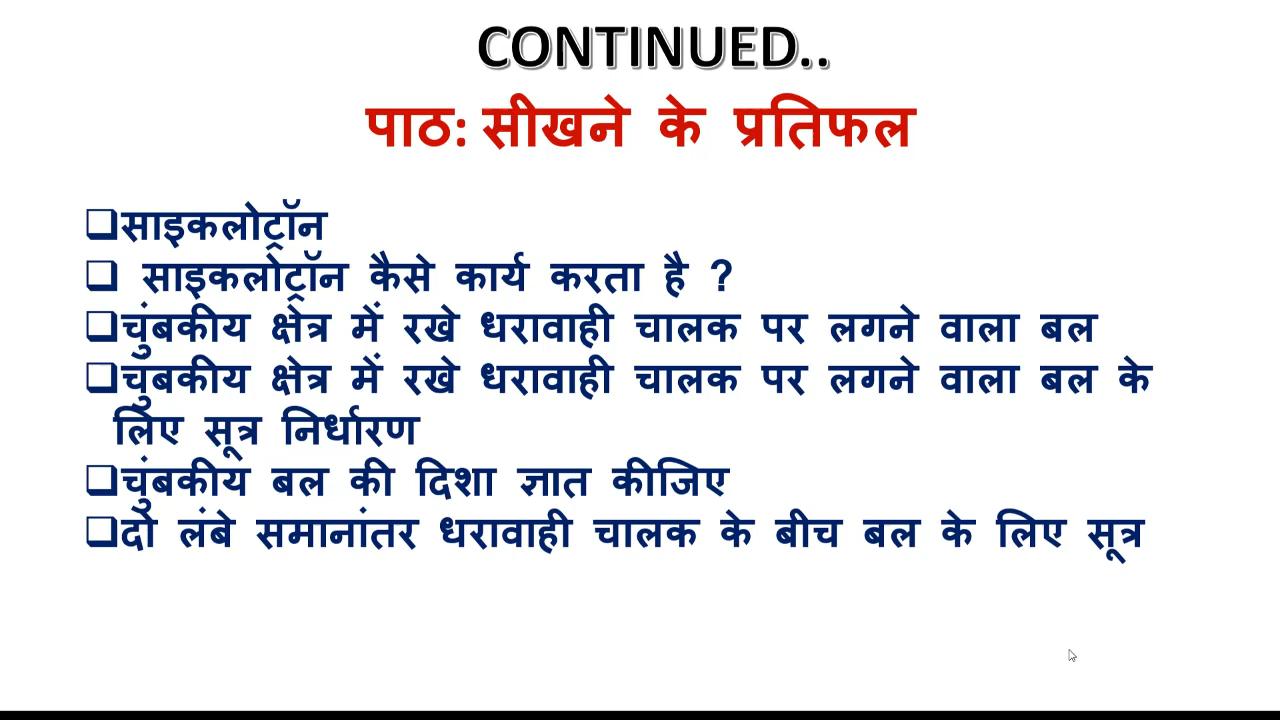 CONTINUED..
पाठ: सीखने के प्रतिफल
❑साइकलोट्रॉन
❑ साइकलोट्रॉन कैसे कार्य करता है ?
❑चुंबकीय क्षेत्र में रखे धरावाही चालक पर लगने वाला बल
❑चुंबकीय क्षेत्र में रखे धरावाही चालक पर लगने वाला बल के
लिए सूत्र निर्धारण
❑चुंबकीय बल की दिशा ज्ञात कीजिए
❑दो लंबे समानांतर धरावाही चालक के बीच बल के लिए सूत्र